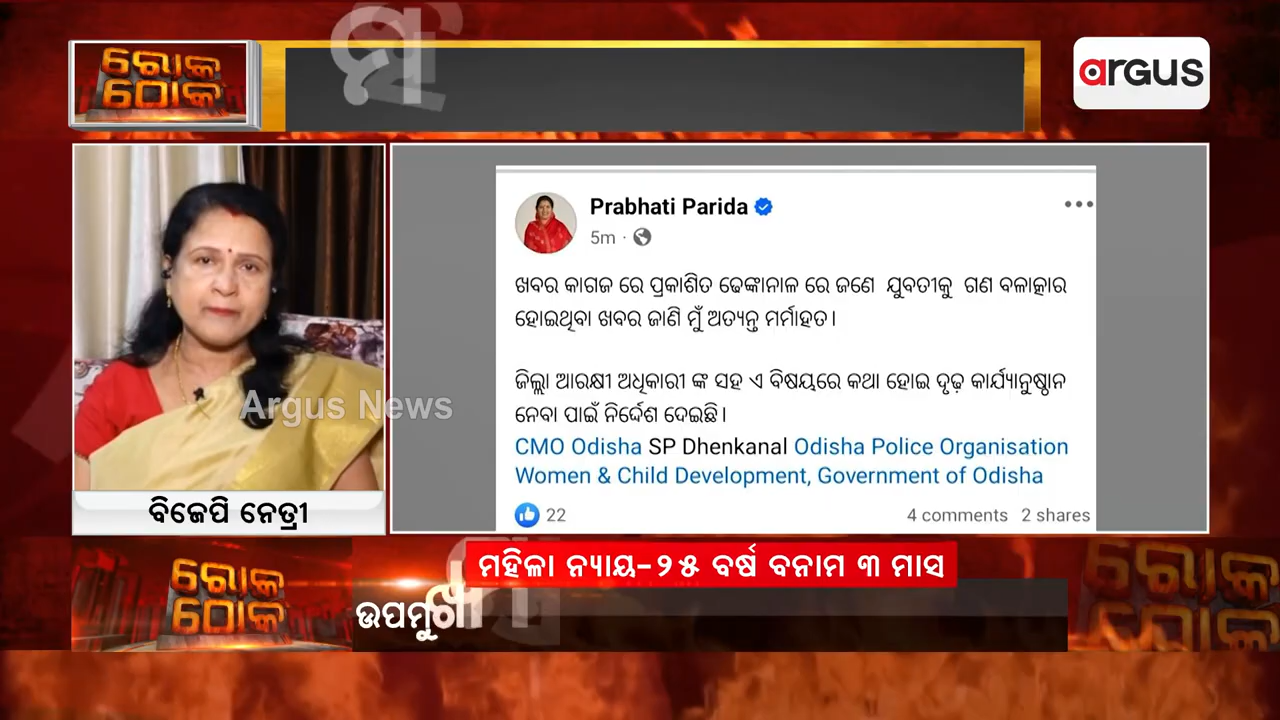 ରୋକ
ଠୋକ
argus
Prabhati Parida
5m ·
ଖବର କାଗଜ ରେ ପ୍ରକାଶିତ ଢେଙ୍କାନାଳ ରେ ଜଣେ ଯୁବତୀକୁ ଗଣ ବଳାତ୍କାର
ହୋଇଥିବା ଖବର ଜାଣି ମୁଁ ଅତ୍ୟନ୍ତ ମର୍ମାହତ।
ଜିଲ୍ଲା ଆରକ୍ଷୀ ଅଧିକାରୀ ଙ୍କ ସହ ଏ ବିଷୟରେ କଥା ହୋଇ ଦୃଢ଼ କାର୍ଯ୍ୟାନୁଷ୍ଠାନ
ନେବା ପାଇଁ ନିର୍ଦ୍ଦେଶ ଦେଇଛି।
CMO Odisha SP Dhenkanal Odisha Police Organisation
Women & Child Development, Government of Odisha
22
4 comments 2 shares
Argus News
ବିଜେପି ନେତ୍ରୀ
ମହିଳା ନ୍ୟାୟ-୨୫ ବର୍ଷ ବନାମ ୩ ମାସ
ରୋକ
ଠୋକ
ଉପମୁଖ
ରୋକ
ଠୋକ